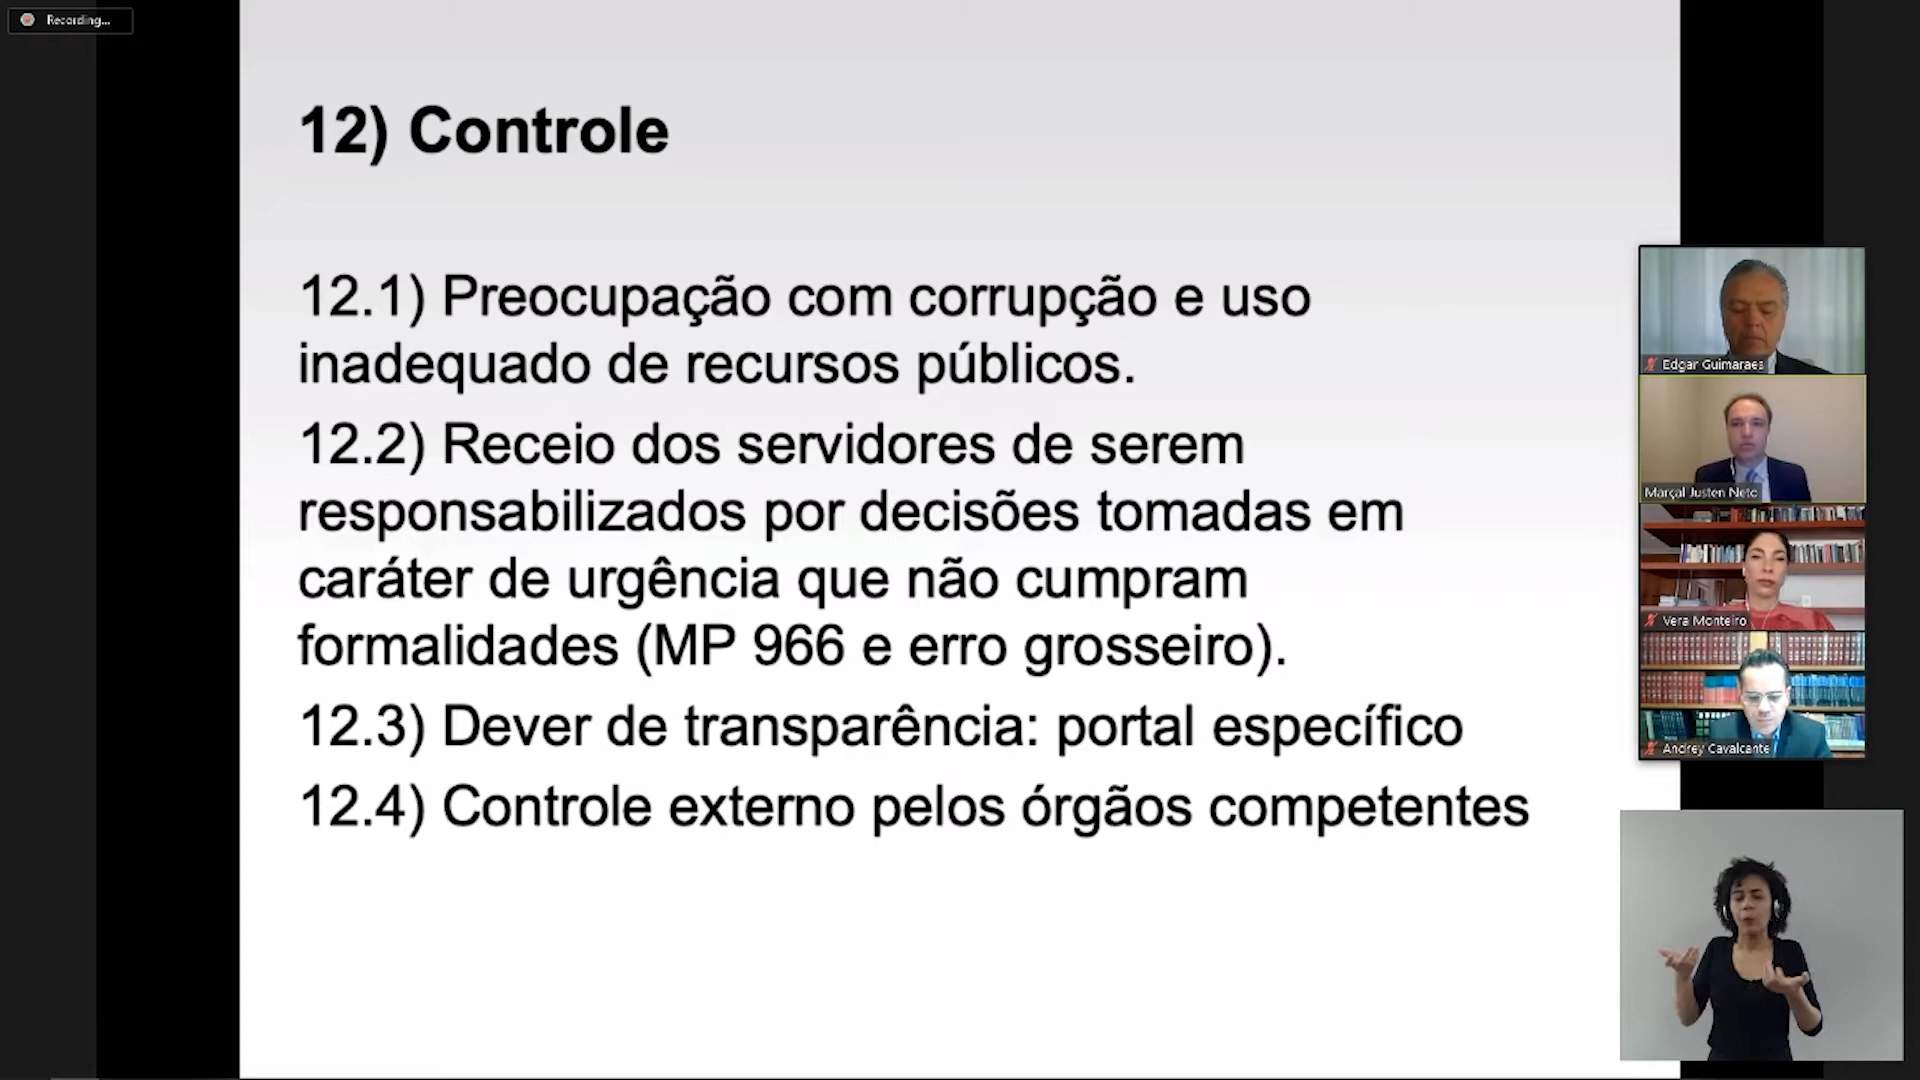 Recording...
12) Controle
12.1) Preocupação com corrupção e uso
inadequado de recursos públicos.
12.2) Receio dos servidores de serem
responsabilizados por decisões tomadas em
caráter de urgência que não cumpram
formalidades (MP 966 e erro grosseiro).
12.3) Dever de transparência: portal específico
12.4) Controle externo pelos órgãos competentes
Edgar Guimaraes
Marçal Justen Neto
Vera Monteiro
Andrey Cavalcante